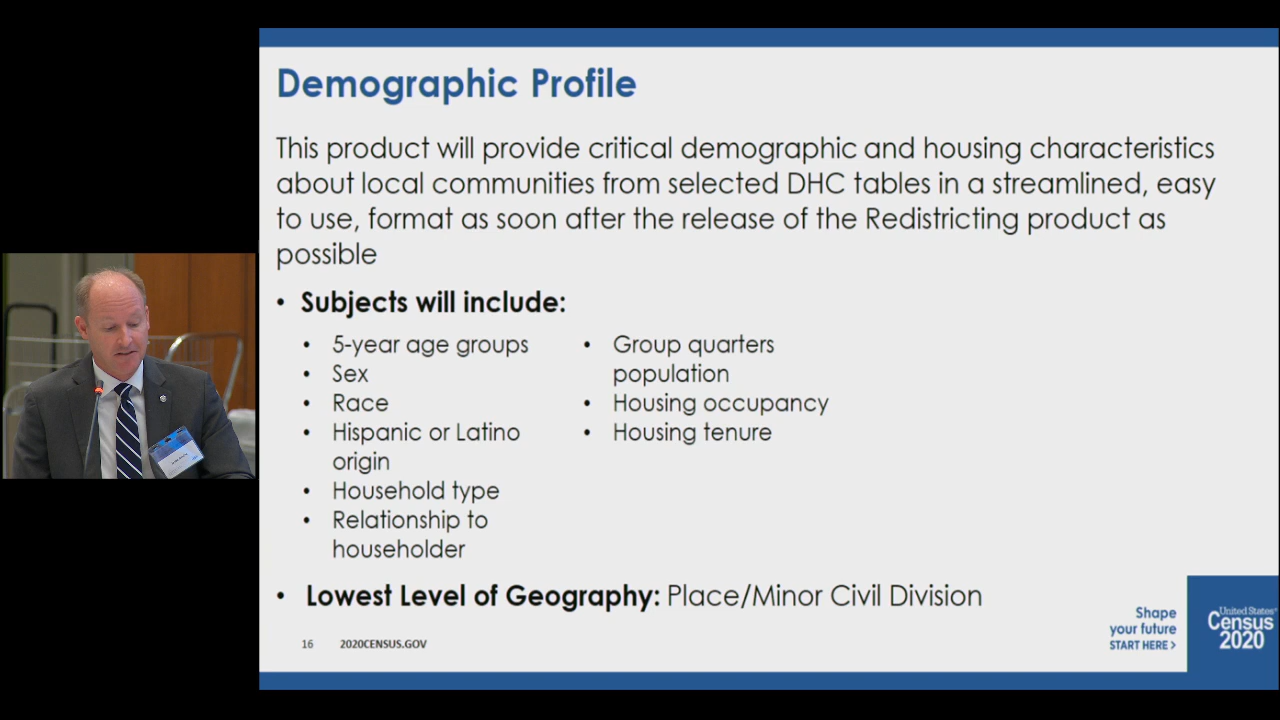 Demographic Profile
This product will provide critical demographic and housing characteristics
about local communities from selected DHC tables in a streamlined, easy
to use, format as soon after the release of the Redistricting product as
possible
• Subjects will include:
• 5-year age groups
• Sex
• Race
• Hispanic or Latino
origin
• Household type
• Relationship to
householder
• Group quarters
population
• Housing occupancy
• Housing tenure
• Lowest Level of Geography: Place/Minor Civil Division
16 2020CENSUS.GOV
Shape
your future
START HERE >
United States®
Census
2020